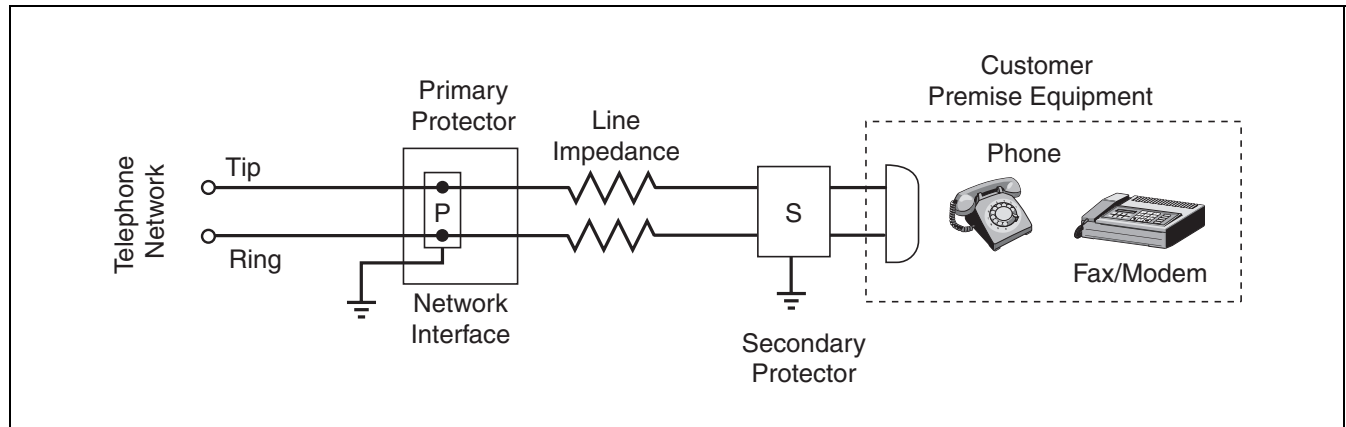 Customer
Premise Equipment
Primary
Protector
Line
Impedance
Phone
Telephone
Network
Tip
P
S
Ring
Fax/Modem
Network
Interface
Secondary
Protector